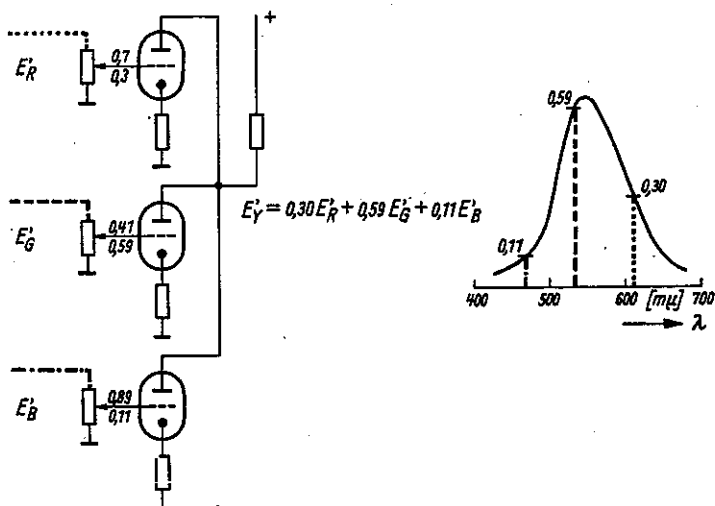 +
E'R
0,7
0,3
E'G
0,41
0,59
E'Y = 0,30 E'R + 0,59 E'G + 0,11 E'B
E'B
0,89
0,11
0,59
0,30
0,11
400 500 600 [mµ] 700
λ